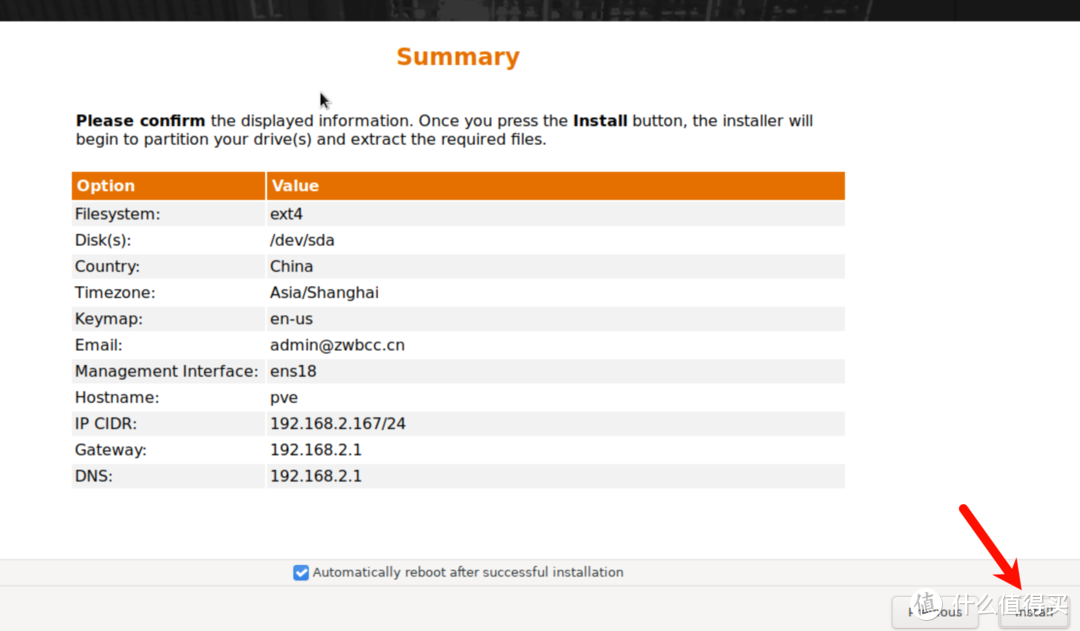 Summary
Please confirm the displayed information. Once you press the Install button, the installer will
begin to partition your drive(s) and extract the required files.
Option Value
Filesystem: ext4
Disk(s): /dev/sda
Country: China
Timezone: Asia/Shanghai
Keymap: en-us
Email: admin@zwbcc.cn
Management Interface: ens18
Hostname: pve
IP CIDR: 192.168.2.167/24
Gateway: 192.168.2.1
DNS: 192.168.2.1
Automatically reboot after successful installation
Previous Install
值 什么值得买